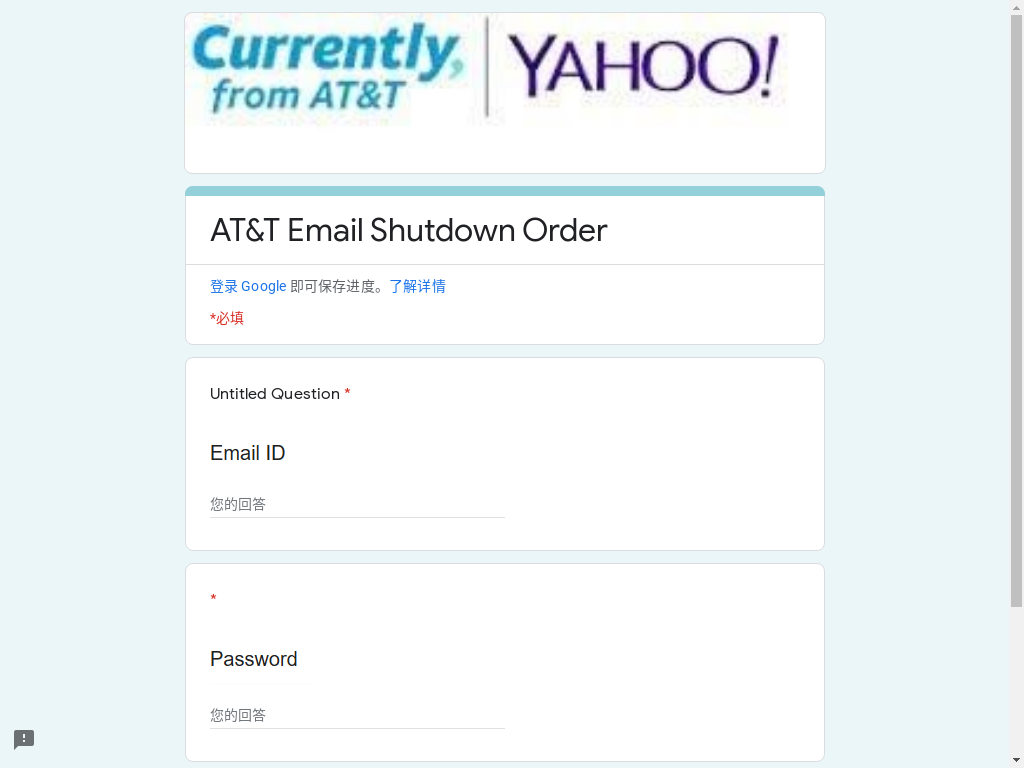 Currently,
from AT&T
YAHOO!
AT&T Email Shutdown Order
登录 Google 即可保存进度。了解详情
*必填
Untitled Question *
Email ID
您的回答
*
Password
您的回答